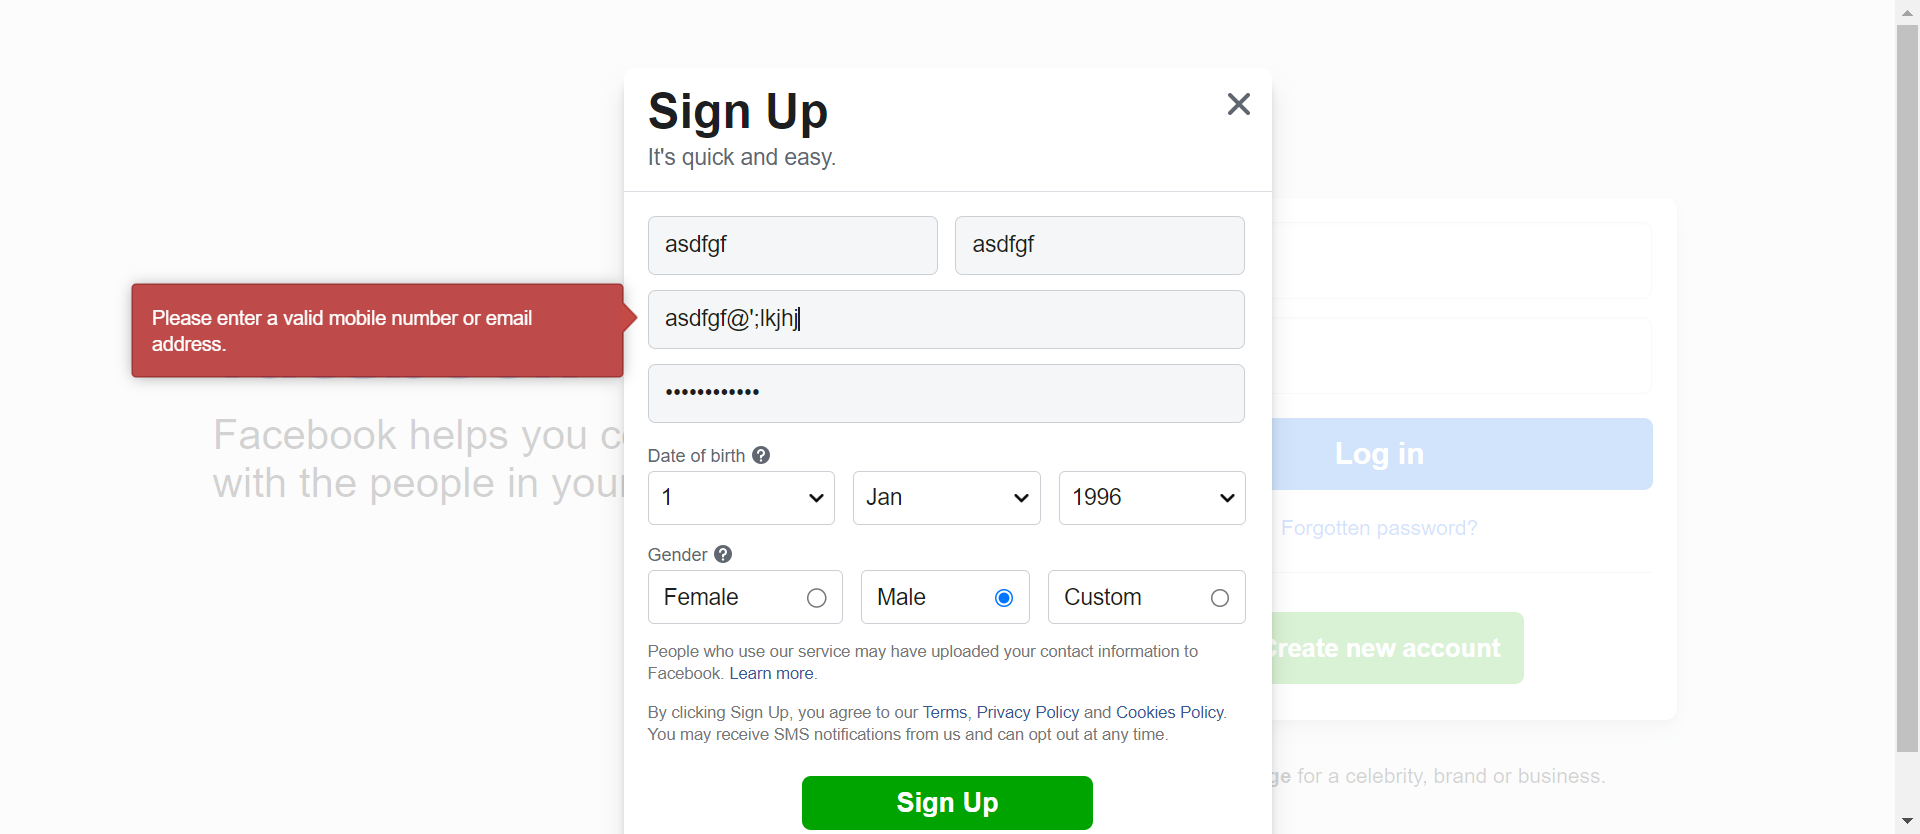 Sign Up
It's quick and easy.
asdfgf
asdfgf
Please enter a valid mobile number or email
address.
asdfgf@';lkjhj
••••••••••••
Facebook helps you c
with the people in your
Date of birth
1
Jan
1996
Log in
Forgotten password?
Gender
Female
Male
Custom
People who use our service may have uploaded your contact information to
Facebook. Learn more.
Create new account
By clicking Sign Up, you agree to our Terms, Privacy Policy and Cookies Policy.
You may receive SMS notifications from us and can opt out at any time.
ge for a celebrity, brand or business.
Sign Up